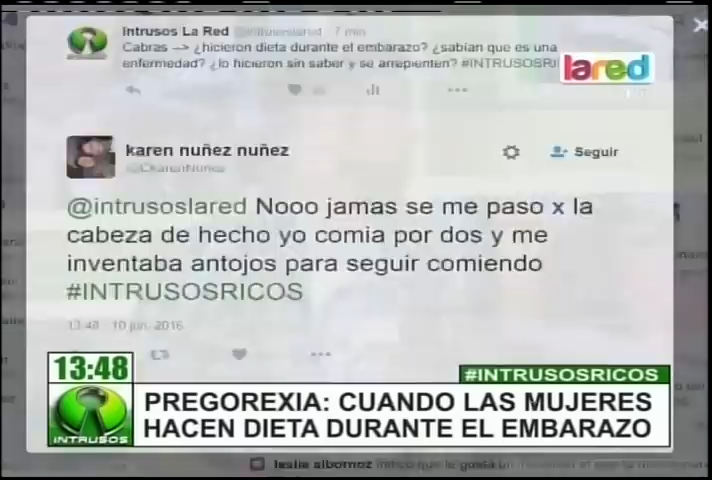 Intrusos La Red @intrusoslared · 7 min
Cabras --> ¿hicieron dieta durante el embarazo? ¿sabían que es una
enfermedad? ¿lo hicieron sin saber y se arrepienten? #INTRUSOSRI
lared
karen nuñez nuñez
Seguir
@intrusoslared Nooo jamas se me paso x la
cabeza de hecho yo comia por dos y me
inventaba antojos para seguir comiendo
#INTRUSOSRICOS
13:48 - 10 jun. 2016
13:48
#INTRUSOSRICOS
INTRUSOS
PREGOREXIA: CUANDO LAS MUJERES
HACEN DIETA DURANTE EL EMBARAZO
leslie albornoz